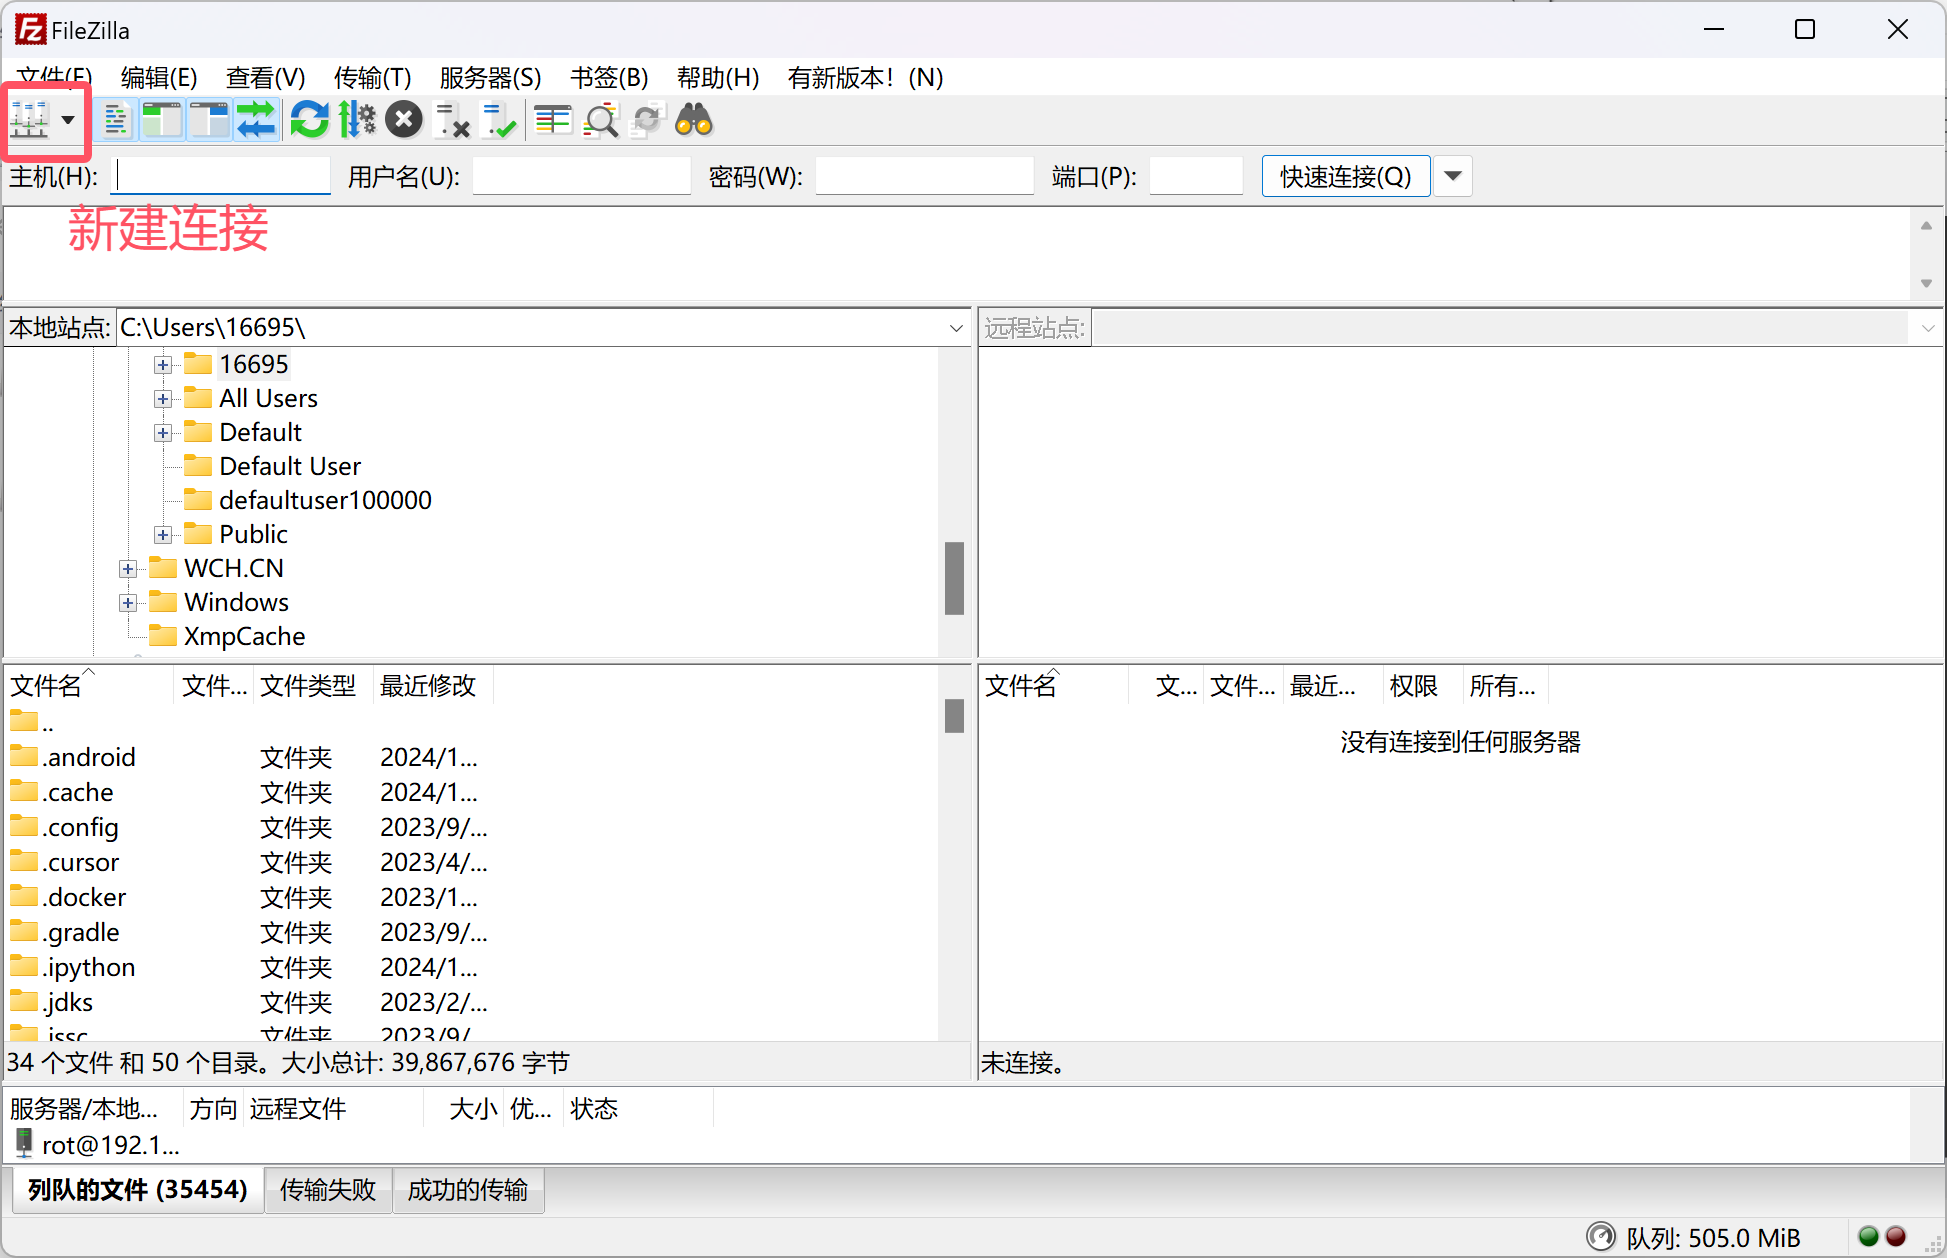 FileZilla
文件(F) 编辑(E) 查看(V) 传输(T) 服务器(S) 书签(B) 帮助(H) 有新版本！(N)
主机(H): 用户名(U): 密码(W): 端口(P): 快速连接(Q)
新建连接
本地站点: C:\Users\16695\
16695
All Users
Default
Default User
defaultuser100000
Public
WCH.CN
Windows
XmpCache
远程站点:
文件名 文件... 文件类型 最近修改
..
.android 文件夹 2024/1...
.cache 文件夹 2024/1...
.config 文件夹 2023/9/...
.cursor 文件夹 2023/4/...
.docker 文件夹 2023/1...
.gradle 文件夹 2023/9/...
.ipython 文件夹 2024/1...
.jdks 文件夹 2023/2/...
.jssc 文件夹 2023/9/
34 个文件 和 50 个目录。大小总计: 39,867,676 字节
文件名 文... 文件... 最近... 权限 所有...
没有连接到任何服务器
未连接。
服务器/本地... 方向 远程文件 大小 优... 状态
rot@192.1...
列队的文件 (35454) 传输失败 成功的传输
队列: 505.0 MiB